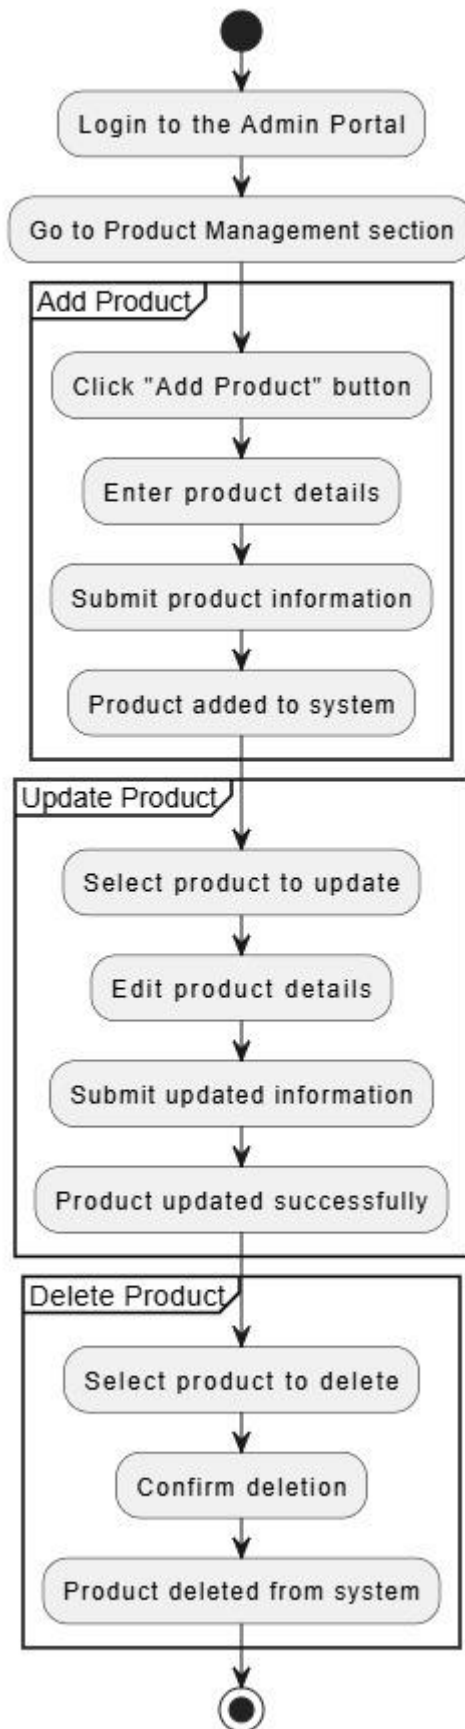 Login to the Admin Portal
Go to Product Management section
Add Product
Click "Add Product" button
Enter product details
Submit product information
Product added to system
Update Product
Select product to update
Edit product details
Submit updated information
Product updated successfully
Delete Product
Select product to delete
Confirm deletion
Product deleted from system